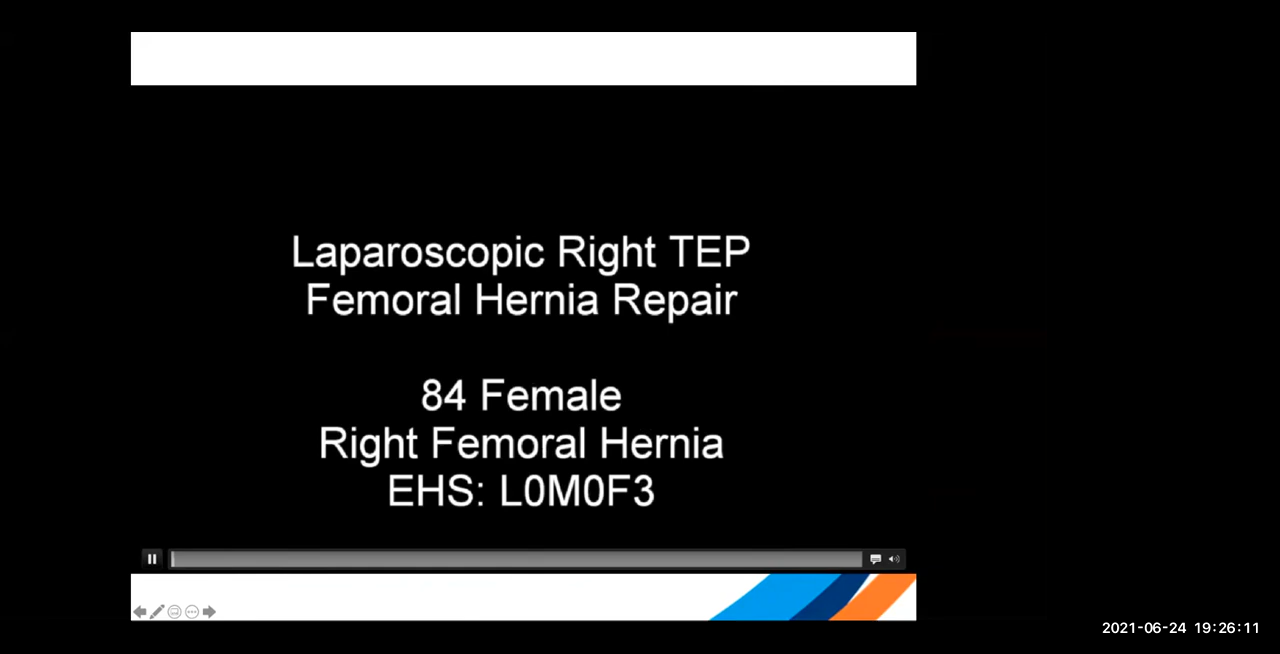 Laparoscopic Right TEP
Femoral Hernia Repair
84 Female
Right Femoral Hernia
EHS: L0M0F3
2021-06-24 19:26:11